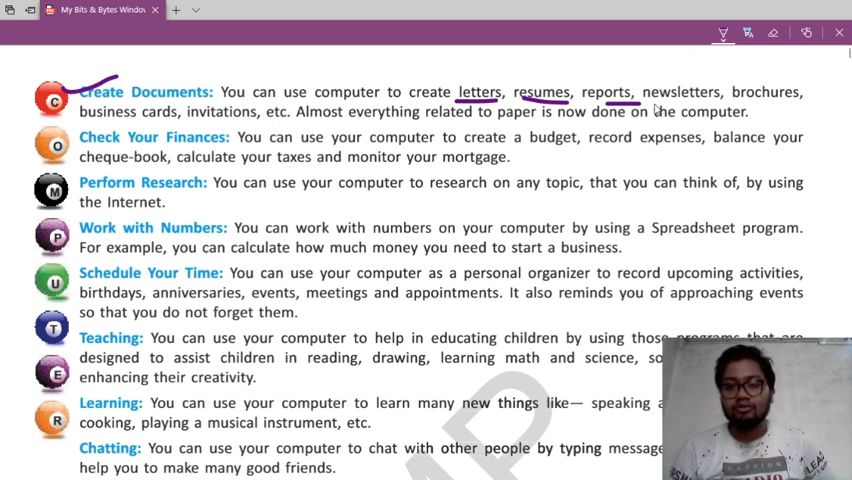 My Bits & Bytes Window
C
Create Documents: You can use computer to create letters, resumes, reports, newsletters, brochures,
business cards, invitations, etc. Almost everything related to paper is now done on the computer.
O
Check Your Finances: You can use your computer to create a budget, record expenses, balance your
cheque-book, calculate your taxes and monitor your mortgage.
M
Perform Research: You can use your computer to research on any topic, that you can think of, by using
the Internet.
P
Work with Numbers: You can work with numbers on your computer by using a Spreadsheet program.
For example, you can calculate how much money you need to start a business.
U
Schedule Your Time: You can use your computer as a personal organizer to record upcoming activities,
birthdays, anniversaries, events, meetings and appointments. It also reminds you of approaching events
so that you do not forget them.
T
Teaching: You can use your computer to help in educating children by using those programs that are
designed to assist children in reading, drawing, learning math and science, so
enhancing their creativity.
E
Learning: You can use your computer to learn many new things like— speaking a
cooking, playing a musical instrument, etc.
R
Chatting: You can use your computer to chat with other people by typing message
help you to make many good friends.
FASSION